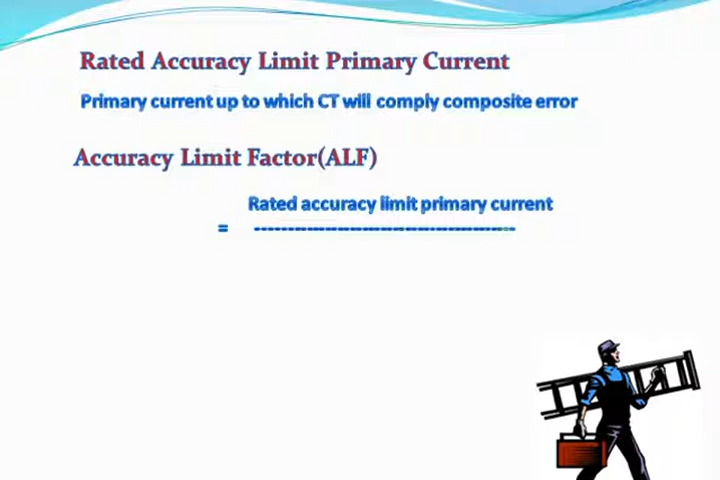 Rated Accuracy Limit Primary Current
Primary current up to which CT will comply composite error
Accuracy Limit Factor(ALF)
Rated accuracy limit primary current
= ----------------------------------------